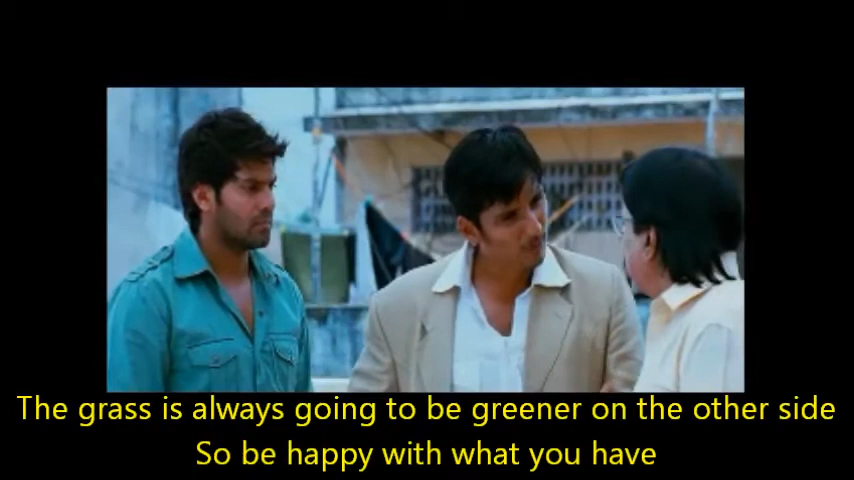 The grass is always going to be greener on the other side
So be happy with what you have